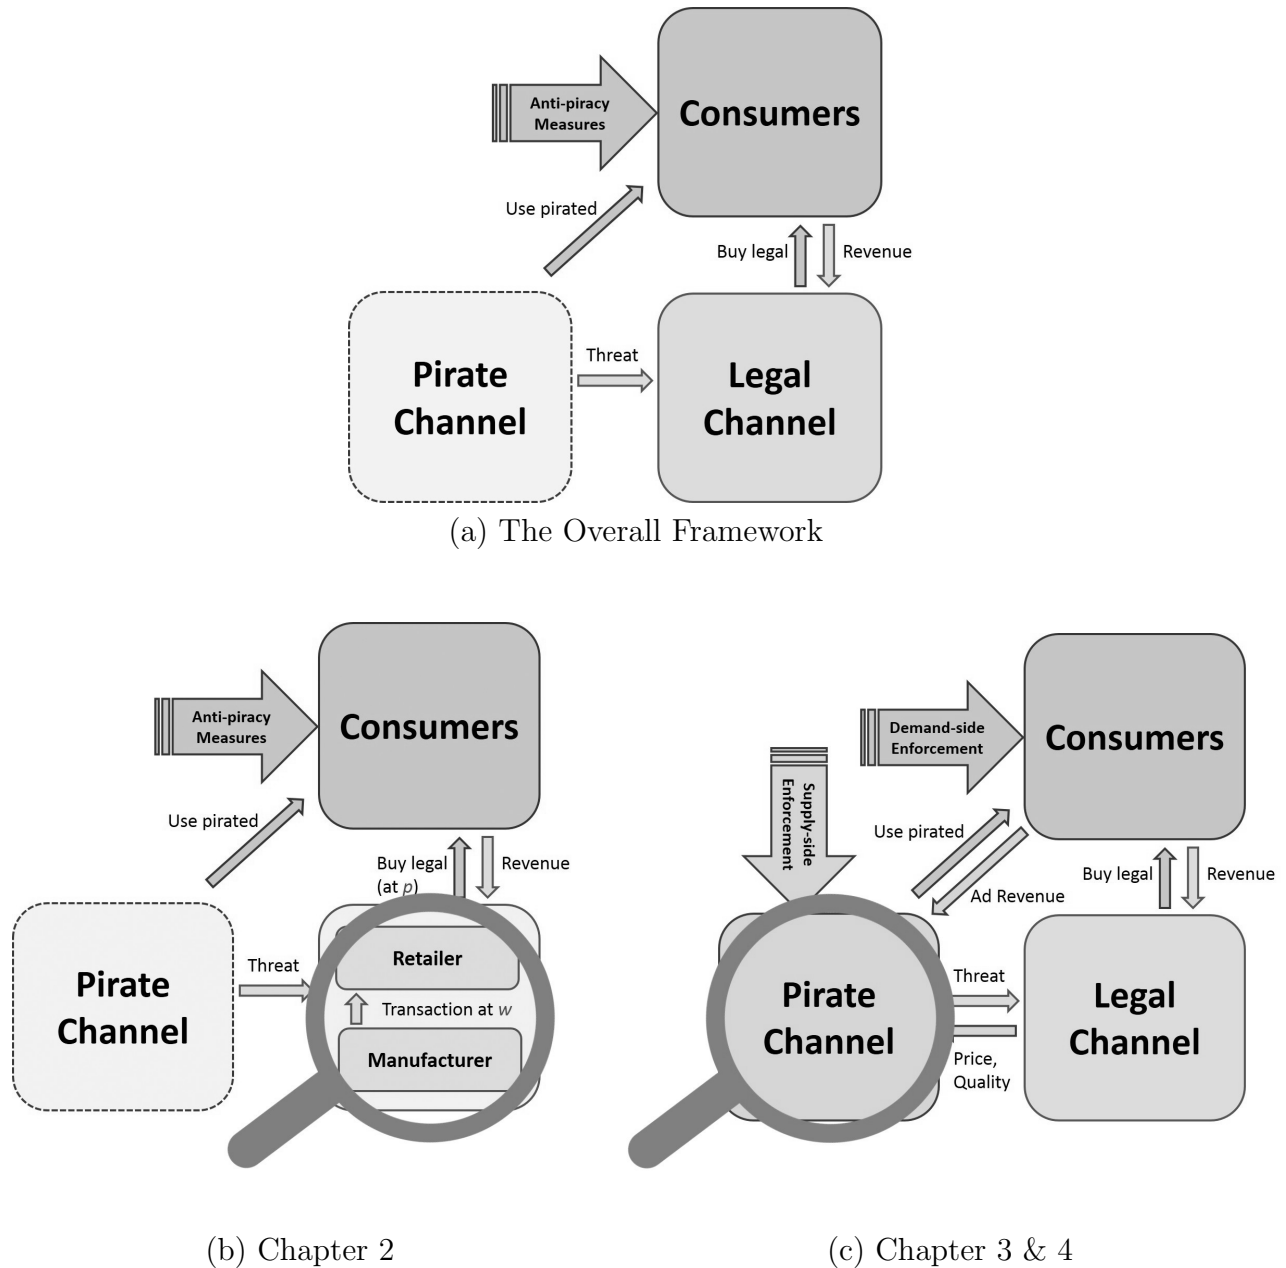 Anti-piracy
Measures
Consumers
Use pirated
Buy legal
Revenue
Pirate
Channel
Threat
Legal
Channel
(a) The Overall Framework
Anti-piracy
Measures
Consumers
Use pirated
Buy legal
(at p)
Revenue
Pirate
Channel
Threat
Retailer
Transaction at w
Manufacturer
(b) Chapter 2
Supply-side
Enforcement
Demand-side
Enforcement
Consumers
Use pirated
Ad Revenue
Buy legal
Revenue
Pirate
Channel
Threat
Price,
Quality
Legal
Channel
(c) Chapter 3 & 4